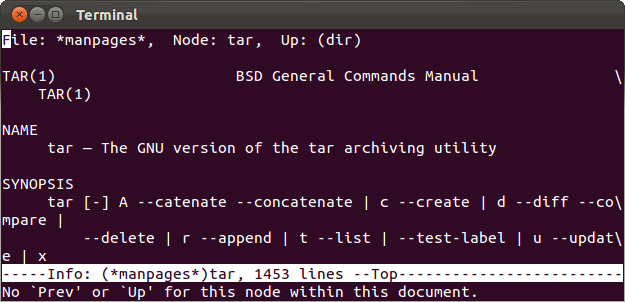 Terminal
File: *manpages*,  Node: tar,  Up: (dir)
TAR(1)                    BSD General Commands Manual               \
    TAR(1)
NAME
     tar — The GNU version of the tar archiving utility
SYNOPSIS
     tar [-] A --catenate --concatenate | c --create | d --diff --co\
mpare |
         --delete | r --append | t --list | --test-label | u --updat\
e | x
-----Info: (*manpages*)tar, 1453 lines --Top-------------------------
No `Prev' or `Up' for this node within this document.